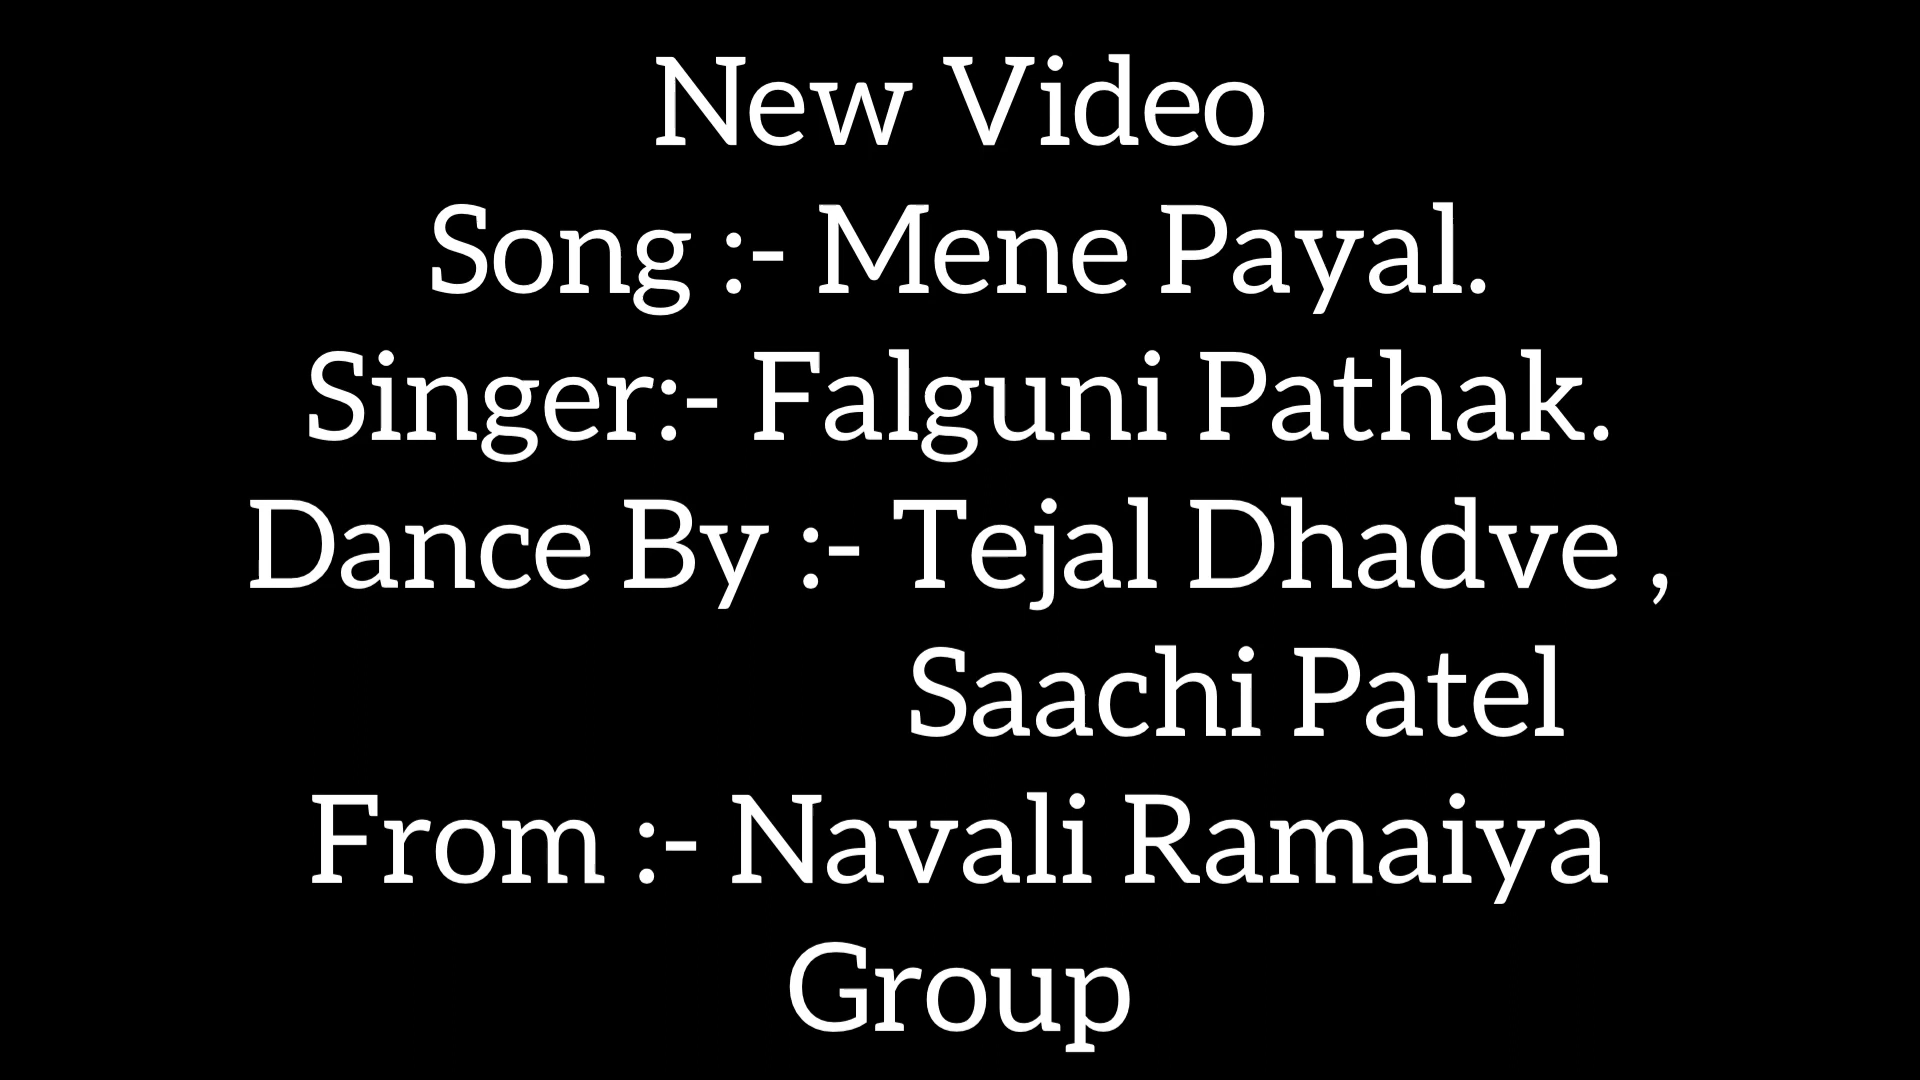 New Video
Song :- Mene Payal.
Singer:- Falguni Pathak.
Dance By :- Tejal Dhadve ,
Saachi Patel
From :- Navali Ramaiya
Group